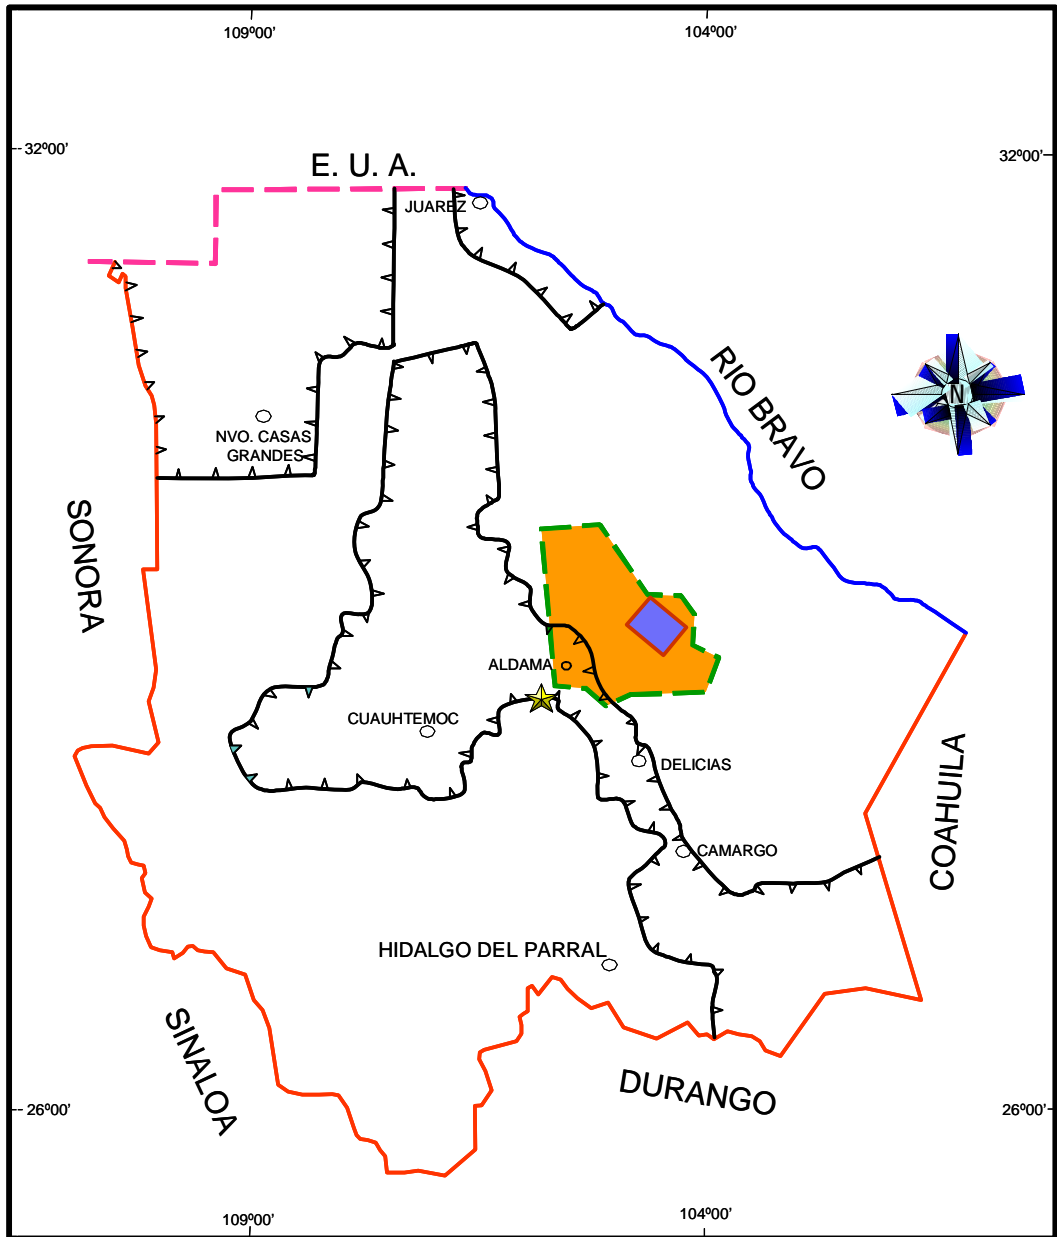 109º00'
104º00'
32º00'
32º00'
E. U. A.
JUAREZ
RIO BRAVO
N
NVO. CASAS
GRANDES
SONORA
ALDAMA
CUAUHTEMOC
DELICIAS
COAHUILA
CAMARGO
HIDALGO DEL PARRAL
SINALOA
DURANGO
26º00'
26º00'
109º00'
104º00'